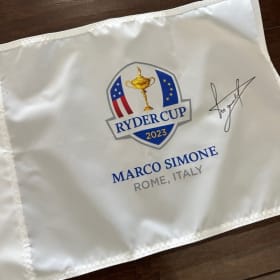 RYDER CUP
2023
MARCO SIMONE
ROME, ITALY